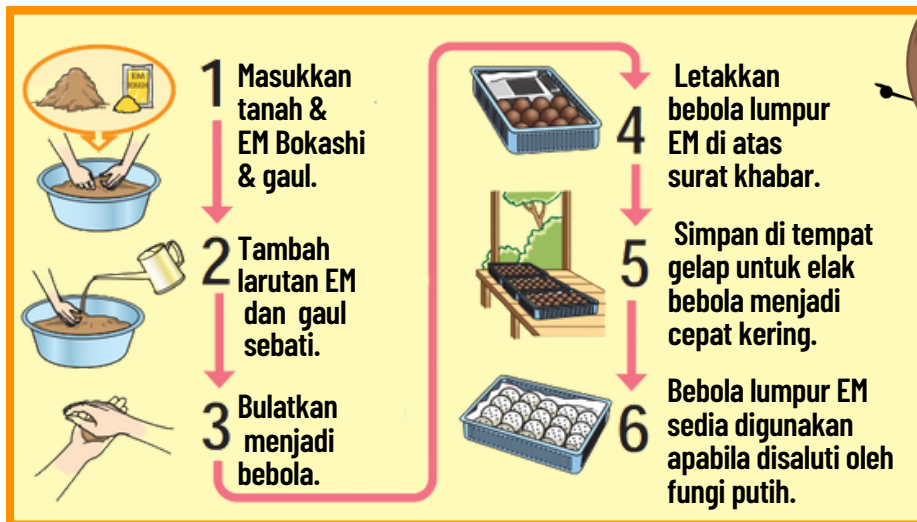 1
Masukkan
tanah &
EM Bokashi
& gaul.
2
Tambah
larutan EM
dan gaul
sebati.
3
Bulatkan
menjadi
bebola.
4
Letakkan
bebola lumpur
EM di atas
surat khabar.
5
Simpan di tempat
gelap untuk elak
bebola menjadi
cepat kering.
6
Bebola lumpur EM
sedia digunakan
apabila disaluti oleh
fungi putih.